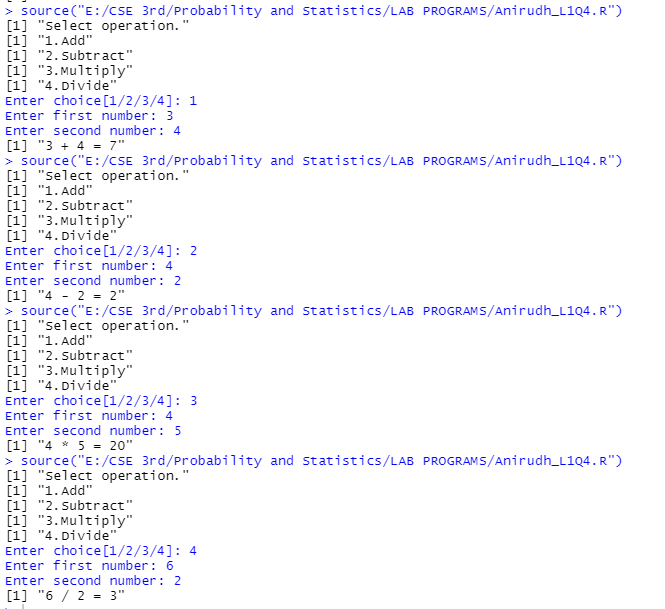 > source("E:/CSE 3rd/Probability and Statistics/LAB PROGRAMS/Anirudh_L1Q4.R")
[1] "Select operation."
[1] "1.Add"
[1] "2.Subtract"
[1] "3.Multiply"
[1] "4.Divide"
Enter choice[1/2/3/4]: 1
Enter first number: 3
Enter second number: 4
[1] "3 + 4 = 7"
> source("E:/CSE 3rd/Probability and Statistics/LAB PROGRAMS/Anirudh_L1Q4.R")
[1] "Select operation."
[1] "1.Add"
[1] "2.Subtract"
[1] "3.Multiply"
[1] "4.Divide"
Enter choice[1/2/3/4]: 2
Enter first number: 4
Enter second number: 2
[1] "4 - 2 = 2"
> source("E:/CSE 3rd/Probability and Statistics/LAB PROGRAMS/Anirudh_L1Q4.R")
[1] "Select operation."
[1] "1.Add"
[1] "2.Subtract"
[1] "3.Multiply"
[1] "4.Divide"
Enter choice[1/2/3/4]: 3
Enter first number: 4
Enter second number: 5
[1] "4 * 5 = 20"
> source("E:/CSE 3rd/Probability and Statistics/LAB PROGRAMS/Anirudh_L1Q4.R")
[1] "Select operation."
[1] "1.Add"
[1] "2.Subtract"
[1] "3.Multiply"
[1] "4.Divide"
Enter choice[1/2/3/4]: 4
Enter first number: 6
Enter second number: 2
[1] "6 / 2 = 3"